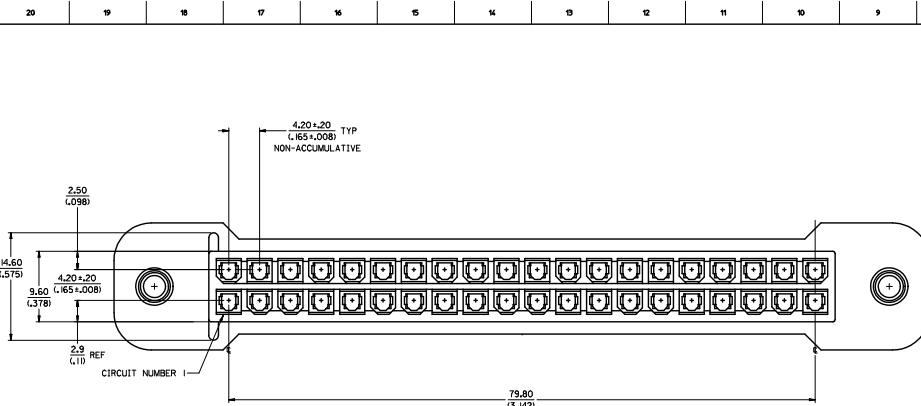 20 19 18 17 16 15 14 13 12 11 10 9
4.20±.20 TYP
(.165±.008)
NON-ACCUMULATIVE
2.50
(.098)
14.60
(.575)
4.20±.20
(.165±.008)
9.60
(.378)
2.9 REF
(.11)
CIRCUIT NUMBER 1
79.80
(3.142)